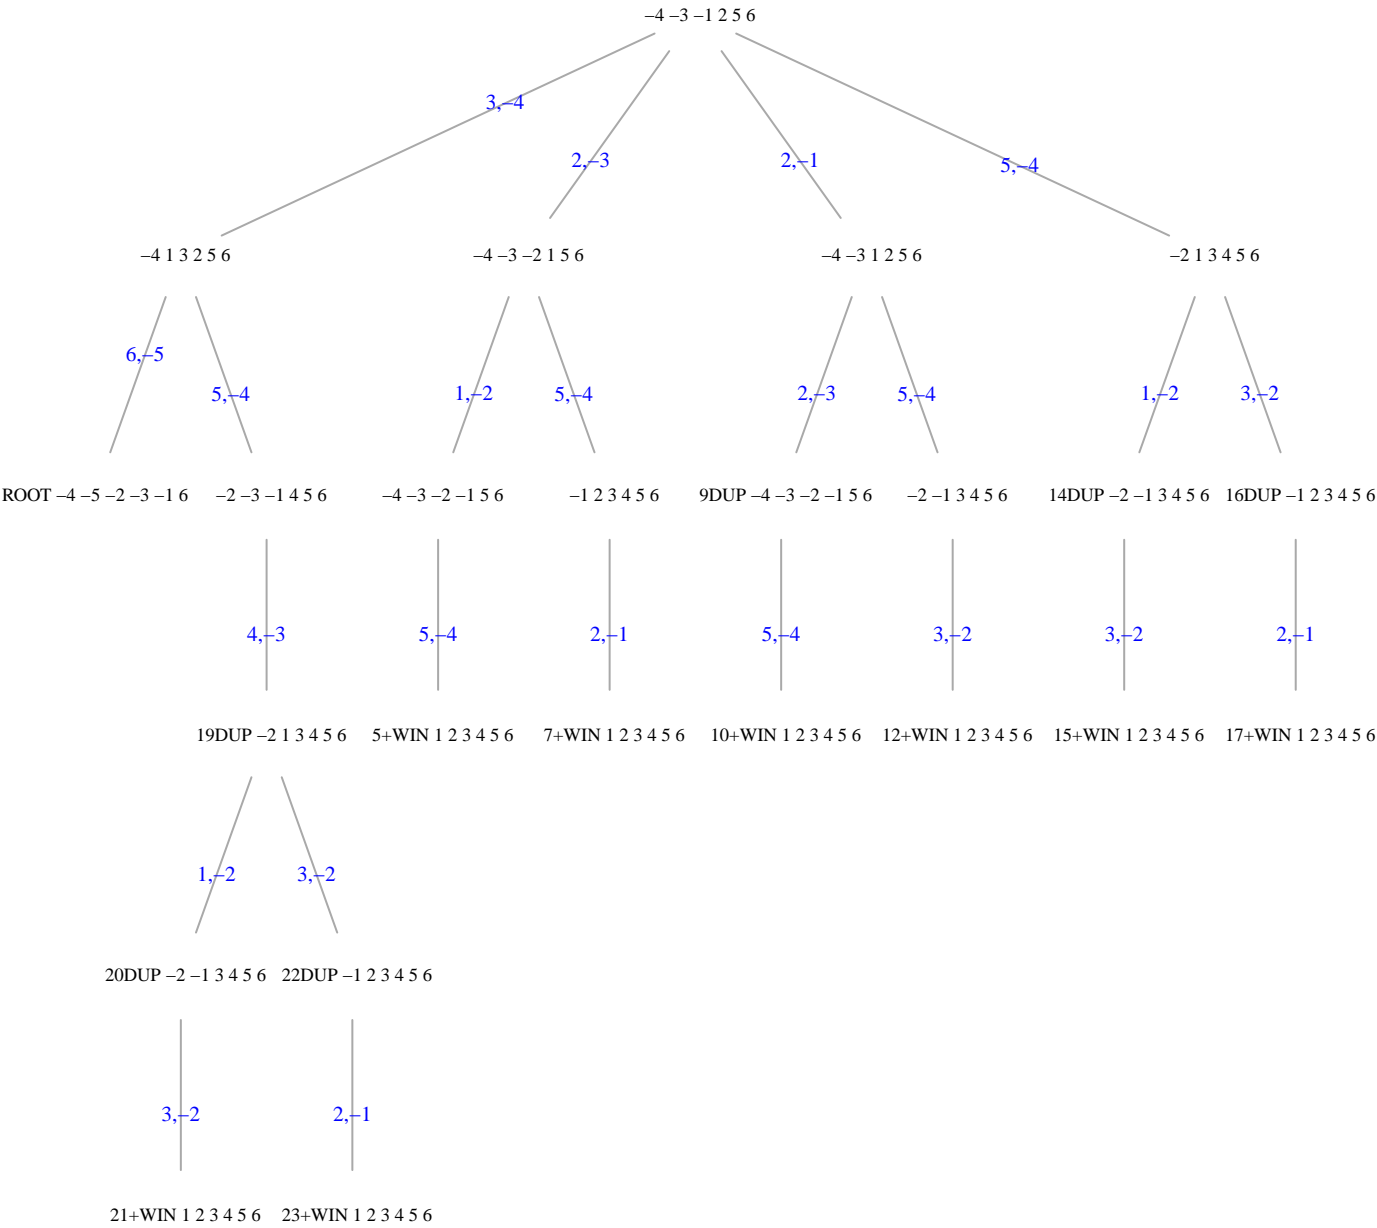 –4 –3 –1 2 5 6
3,–4
2,–3
2,–1
5,–4
–4 1 3 2 5 6
–4 –3 –2 1 5 6
–4 –3 1 2 5 6
–2 1 3 4 5 6
6,–5
5,–4
1,–2
5,–4
2,–3
5,–4
1,–2
3,–2
ROOT –4 –5 –2 –3 –1 6
–2 –3 –1 4 5 6
–4 –3 –2 –1 5 6
–1 2 3 4 5 6
9DUP –4 –3 –2 –1 5 6
–2 –1 3 4 5 6
14DUP –2 –1 3 4 5 6
16DUP –1 2 3 4 5 6
4,–3
5,–4
2,–1
5,–4
3,–2
3,–2
2,–1
19DUP –2 1 3 4 5 6
5+WIN 1 2 3 4 5 6
7+WIN 1 2 3 4 5 6
10+WIN 1 2 3 4 5 6
12+WIN 1 2 3 4 5 6
15+WIN 1 2 3 4 5 6
17+WIN 1 2 3 4 5 6
1,–2
3,–2
20DUP –2 –1 3 4 5 6
22DUP –1 2 3 4 5 6
3,–2
2,–1
21+WIN 1 2 3 4 5 6
23+WIN 1 2 3 4 5 6